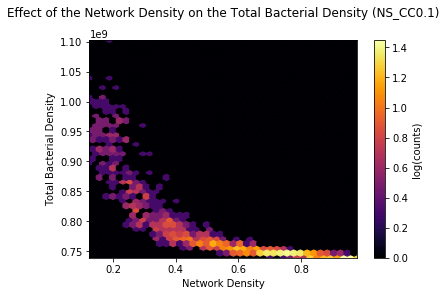 Effect of the Network Density on the Total Bacterial Density (NS_CC0.1)
1e9
1.10
1.05
1.00
0.95
0.90
0.85
0.80
0.75
Total Bacterial Density
0.2 0.4 0.6 0.8
Network Density
1.4
1.2
1.0
0.8
0.6
0.4
0.2
0.0
log(counts)